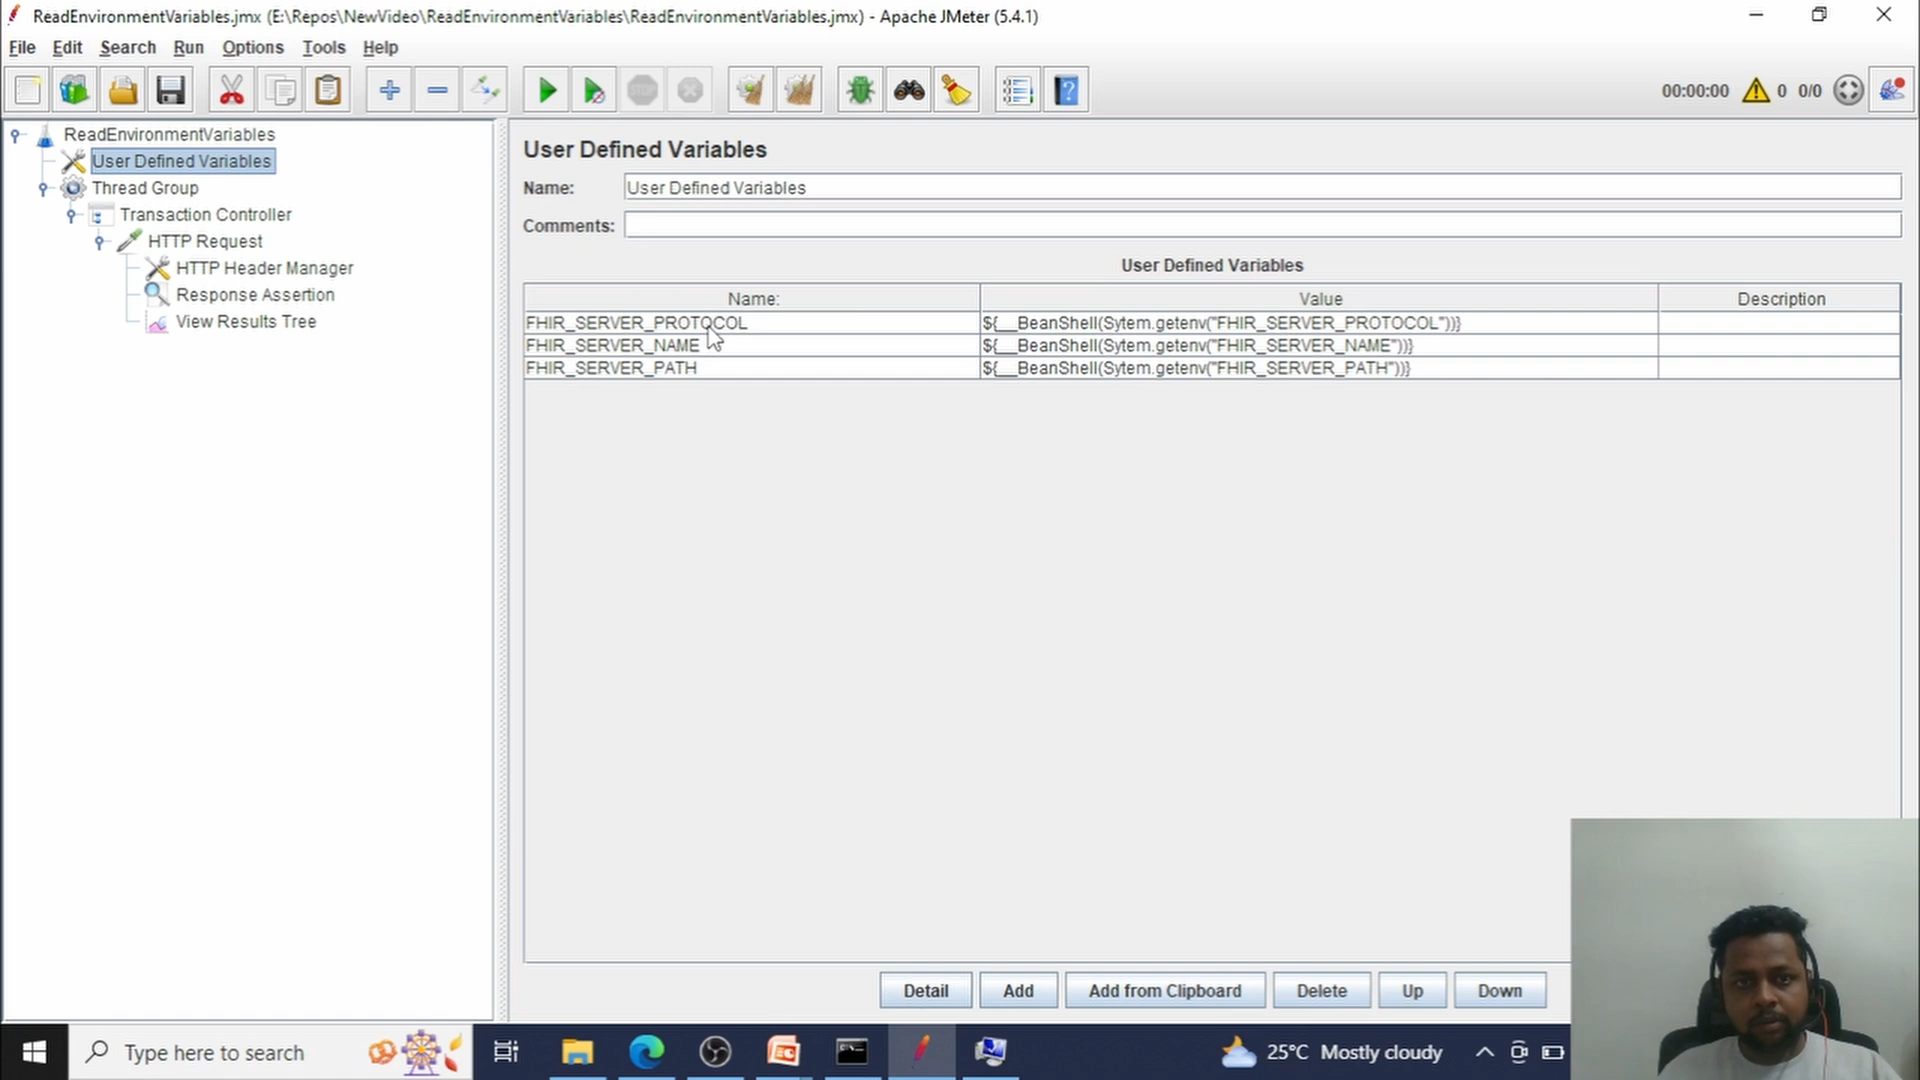 ReadEnvironmentVariables.jmx (E:\Repos\NewVideo\ReadEnvironmentVariables\ReadEnvironmentVariables.jmx) - Apache JMeter (5.4.1)
File Edit Search Run Options Tools Help
STOP
00:00:00 0 0/0
ReadEnvironmentVariables
User Defined Variables
Thread Group
Transaction Controller
HTTP Request
HTTP Header Manager
Response Assertion
View Results Tree
User Defined Variables
Name: User Defined Variables
Comments:
User Defined Variables
Name: Value Description
FHIR_SERVER_PROTOCOL ${__BeanShell(Sytem.getenv("FHIR_SERVER_PROTOCOL"))}
FHIR_SERVER_NAME ${__BeanShell(Sytem.getenv("FHIR_SERVER_NAME"))}
FHIR_SERVER_PATH ${__BeanShell(Sytem.getenv("FHIR_SERVER_PATH"))}
Detail Add Add from Clipboard Delete Up Down
Type here to search
25°C Mostly cloudy